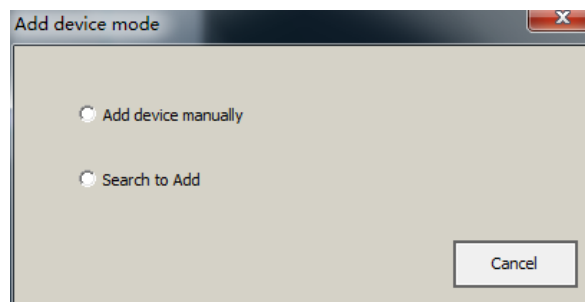 Add device mode
Add device manually
Search to Add
Cancel